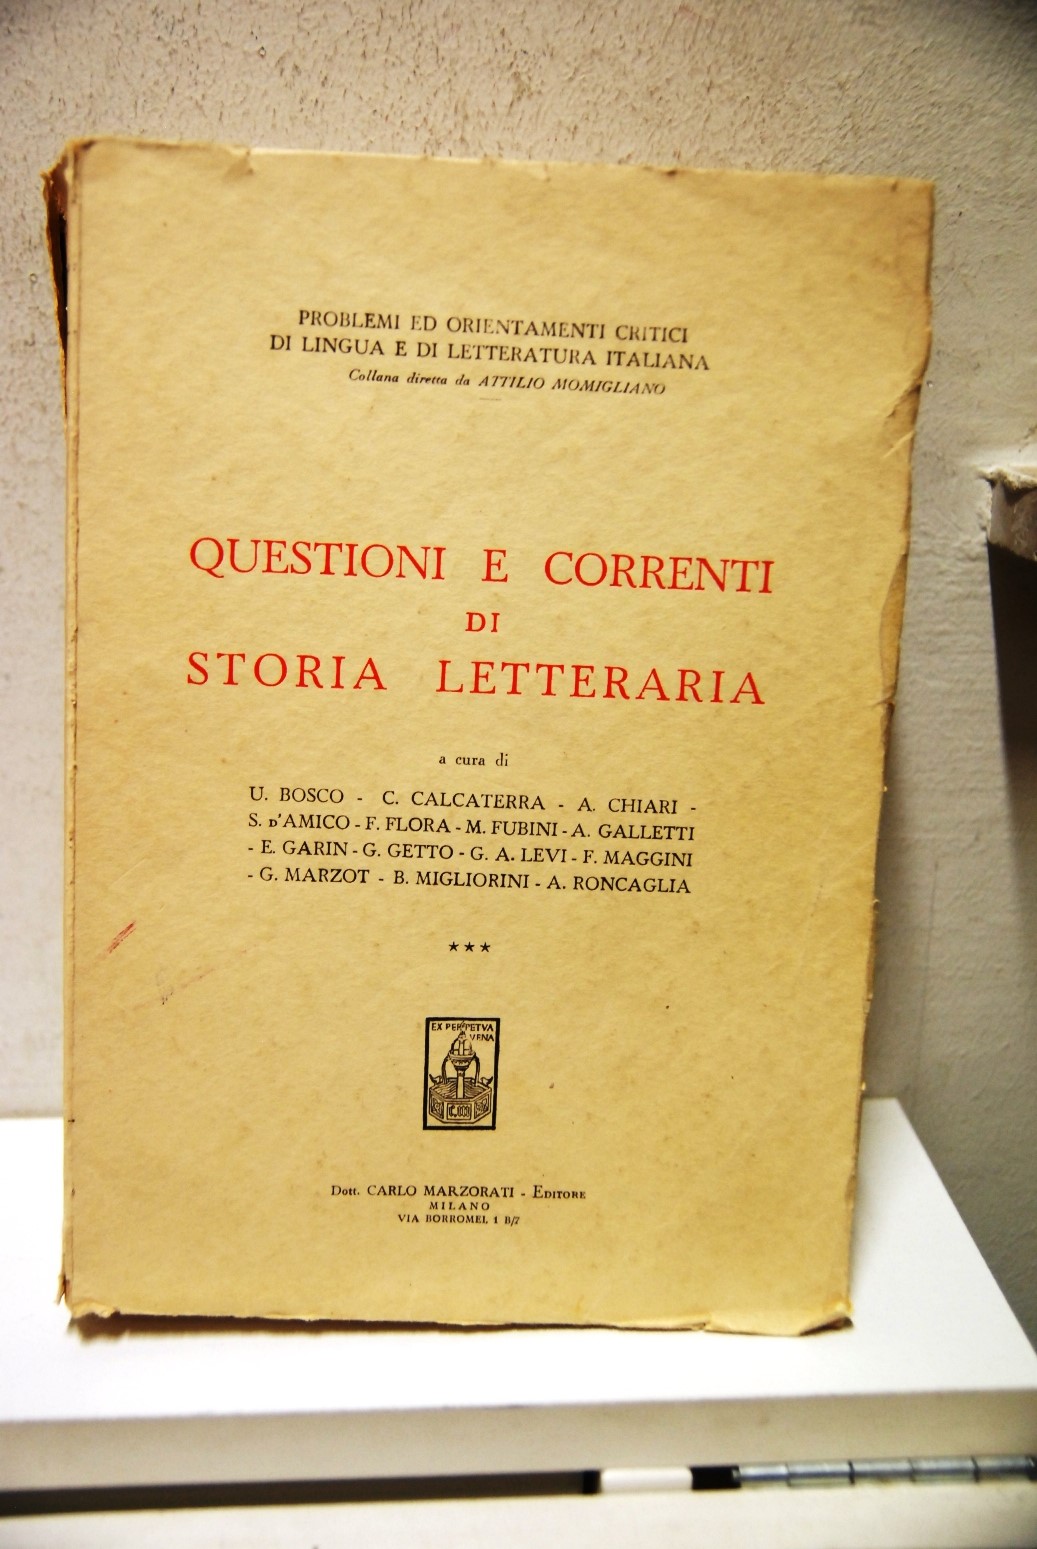 PROBLEMI ED ORIENTAMENTI CRITICI
DI LINGUA E DI LETTERATURA ITALIANA
Collana diretta da ATTILIO MOMIGLIANO
QUESTIONI E CORRENTI
DI
STORIA LETTERARIA
a cura di
U. BOSCO - C. CALCATERRA - A. CHIARI -
S. D'AMICO - F. FLORA - M. FUBINI - A. GALLETTI
- E. GARIN - G. GETTO - G. A. LEVI - F. MAGGINI
- G. MARZOT - B. MIGLIORINI - A. RONCAGLIA
★★★
EX PERPETVA
VENA
Dott. CARLO MARZORATI - EDITORE
MILANO
VIA BORROMEI, 1 B/7